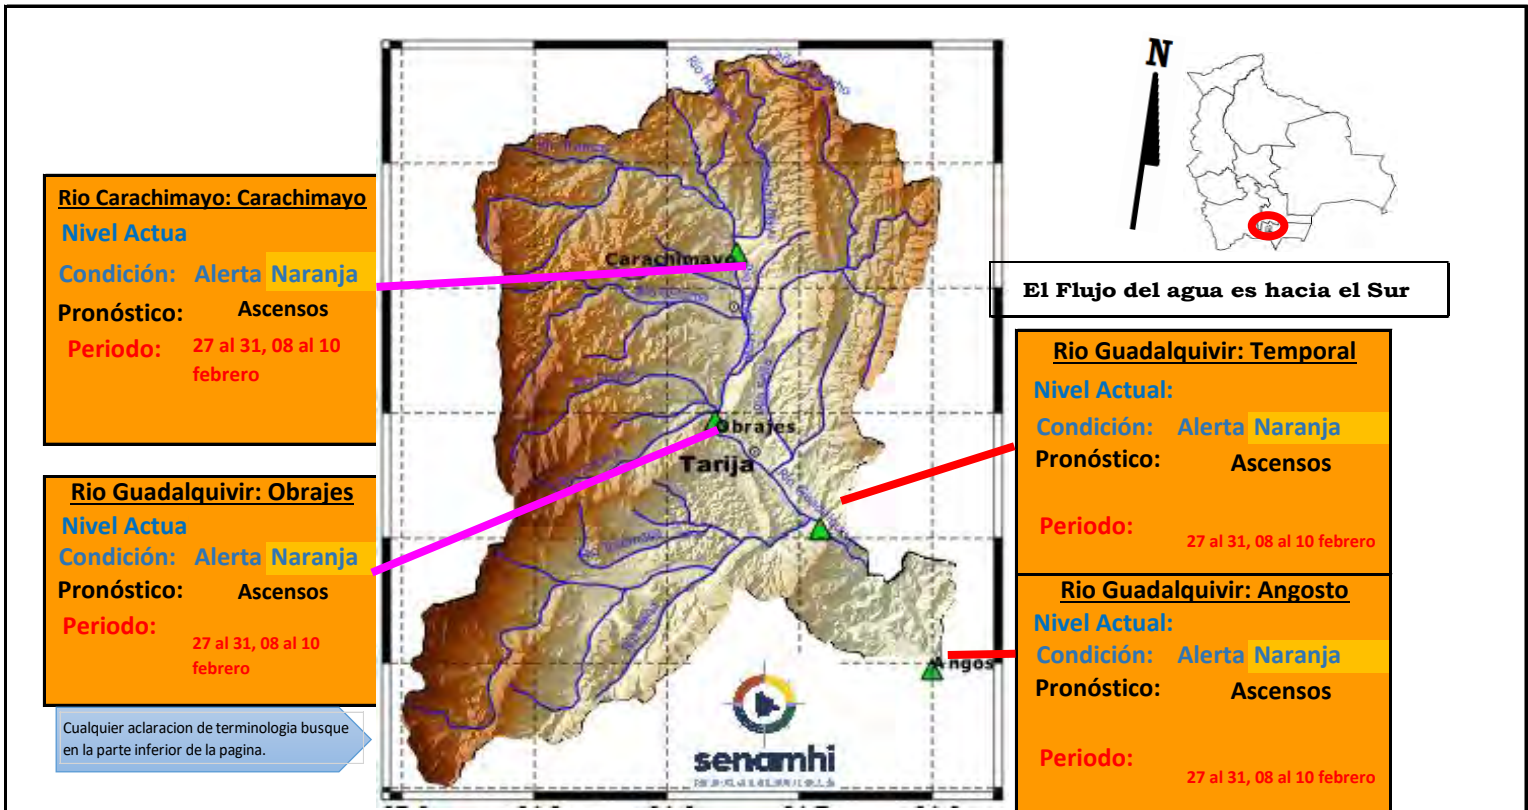 Rio Carachimayo: Carachimayo
Nivel Actua
Condición: Alerta Naranja
Pronóstico: Ascensos
Periodo: 27 al 31, 08 al 10
febrero
Rio Guadalquivir: Obrajes
Nivel Actua
Condición: Alerta Naranja
Pronóstico: Ascensos
Periodo:
27 al 31, 08 al 10
febrero
Cualquier aclaracion de terminologia busque
en la parte inferior de la pagina.
Carachimayo
Obrajes
Tarija
Angos
senamhi
N
El Flujo del agua es hacia el Sur
Rio Guadalquivir: Temporal
Nivel Actual:
Condición: Alerta Naranja
Pronóstico: Ascensos
Periodo:
27 al 31, 08 al 10 febrero
Rio Guadalquivir: Angosto
Nivel Actual:
Condición: Alerta Naranja
Pronóstico: Ascensos
Periodo:
27 al 31, 08 al 10 febrero